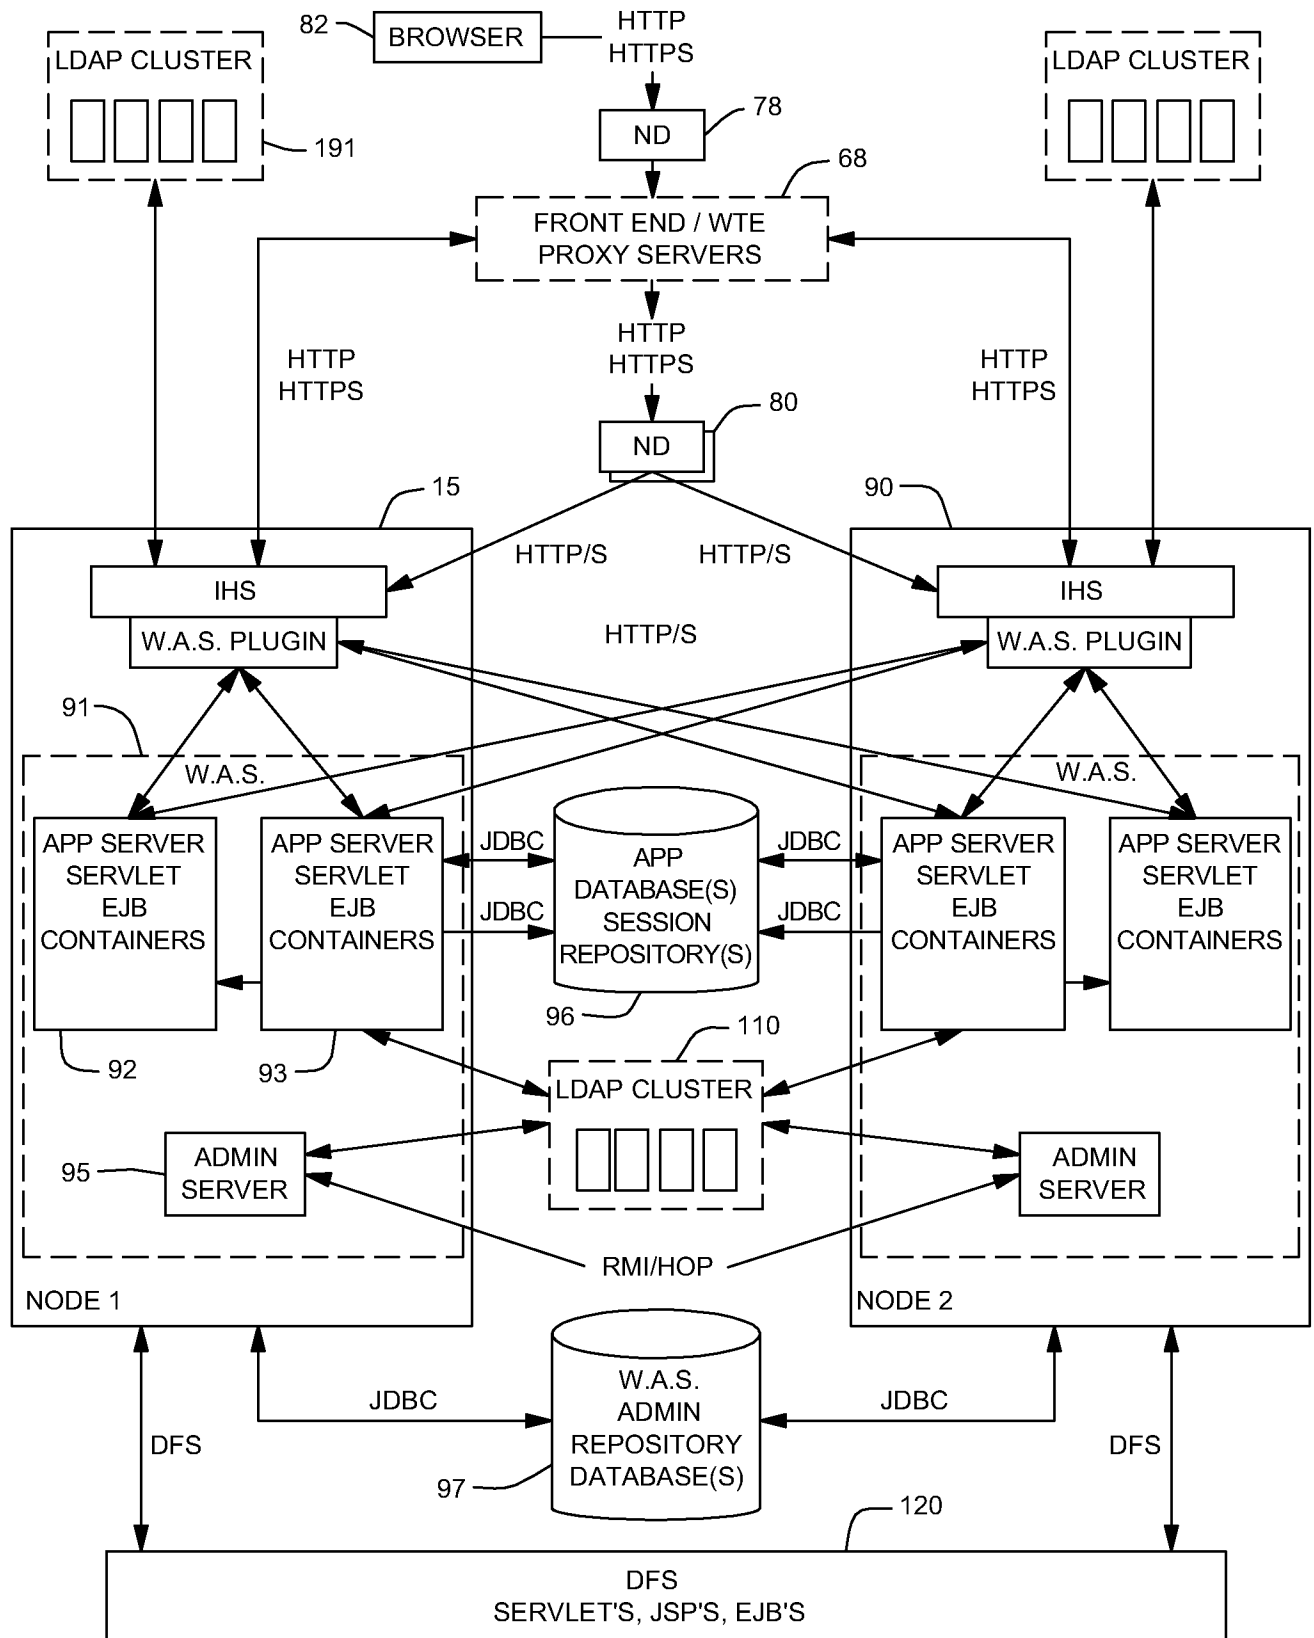 82
BROWSER
HTTP
HTTPS
LDAP CLUSTER
191
LDAP CLUSTER
ND
78
68
FRONT END / WTE
PROXY SERVERS
HTTP
HTTPS
HTTP
HTTPS
HTTP
HTTPS
ND
80
15
90
HTTP/S
HTTP/S
IHS
IHS
W.A.S. PLUGIN
HTTP/S
W.A.S. PLUGIN
91
W.A.S.
W.A.S.
APP SERVER
SERVLET
EJB
CONTAINERS
APP SERVER
SERVLET
EJB
CONTAINERS
JDBC
JDBC
APP
DATABASE(S)
SESSION
REPOSITORY(S)
JDBC
JDBC
APP SERVER
SERVLET
EJB
CONTAINERS
APP SERVER
SERVLET
EJB
CONTAINERS
92
93
96
110
LDAP CLUSTER
95
ADMIN
SERVER
ADMIN
SERVER
RMI/HOP
NODE 1
NODE 2
JDBC
W.A.S.
ADMIN
REPOSITORY
DATABASE(S)
JDBC
DFS
DFS
97
120
DFS
SERVLET'S, JSP'S, EJB'S